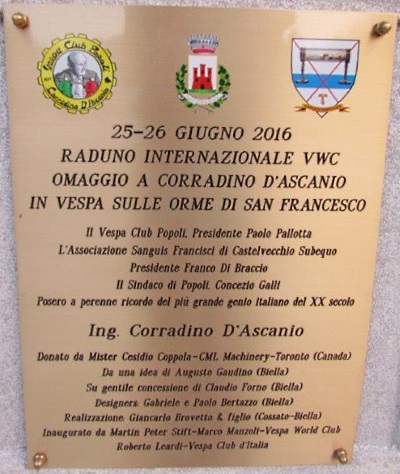 Vespa Club Popoli
Corradino D'Ascanio
25-26 GIUGNO 2016
RADUNO INTERNAZIONALE VWC
OMAGGIO A CORRADINO D'ASCANIO
IN VESPA SULLE ORME DI SAN FRANCESCO
Il Vespa Club Popoli, Presidente Paolo Pallotta
L'Associazione Sanguis Francisci di Castelvecchio Subequo
Presidente Franco Di Braccio
Il Sindaco di Popoli, Concezio Galli
Posero a perenne ricordo del più grande genio italiano del XX secolo
Ing. Corradino D'Ascanio
Donato da Mister Cesidio Coppola-CML Machinery-Toronto (Canada)
Da una idea di Augusto Gaudino (Biella)
Su gentile concessione di Claudio Forno (Biella)
Designers: Gabriele e Paolo Bertazzo (Biella)
Realizzazione: Giancarlo Brovetto & figlio (Cossato-Biella)
Inaugurato da Martin Peter Stift-Marco Manzoli-Vespa World Club
Roberto Leardi-Vespa Club d'Italia